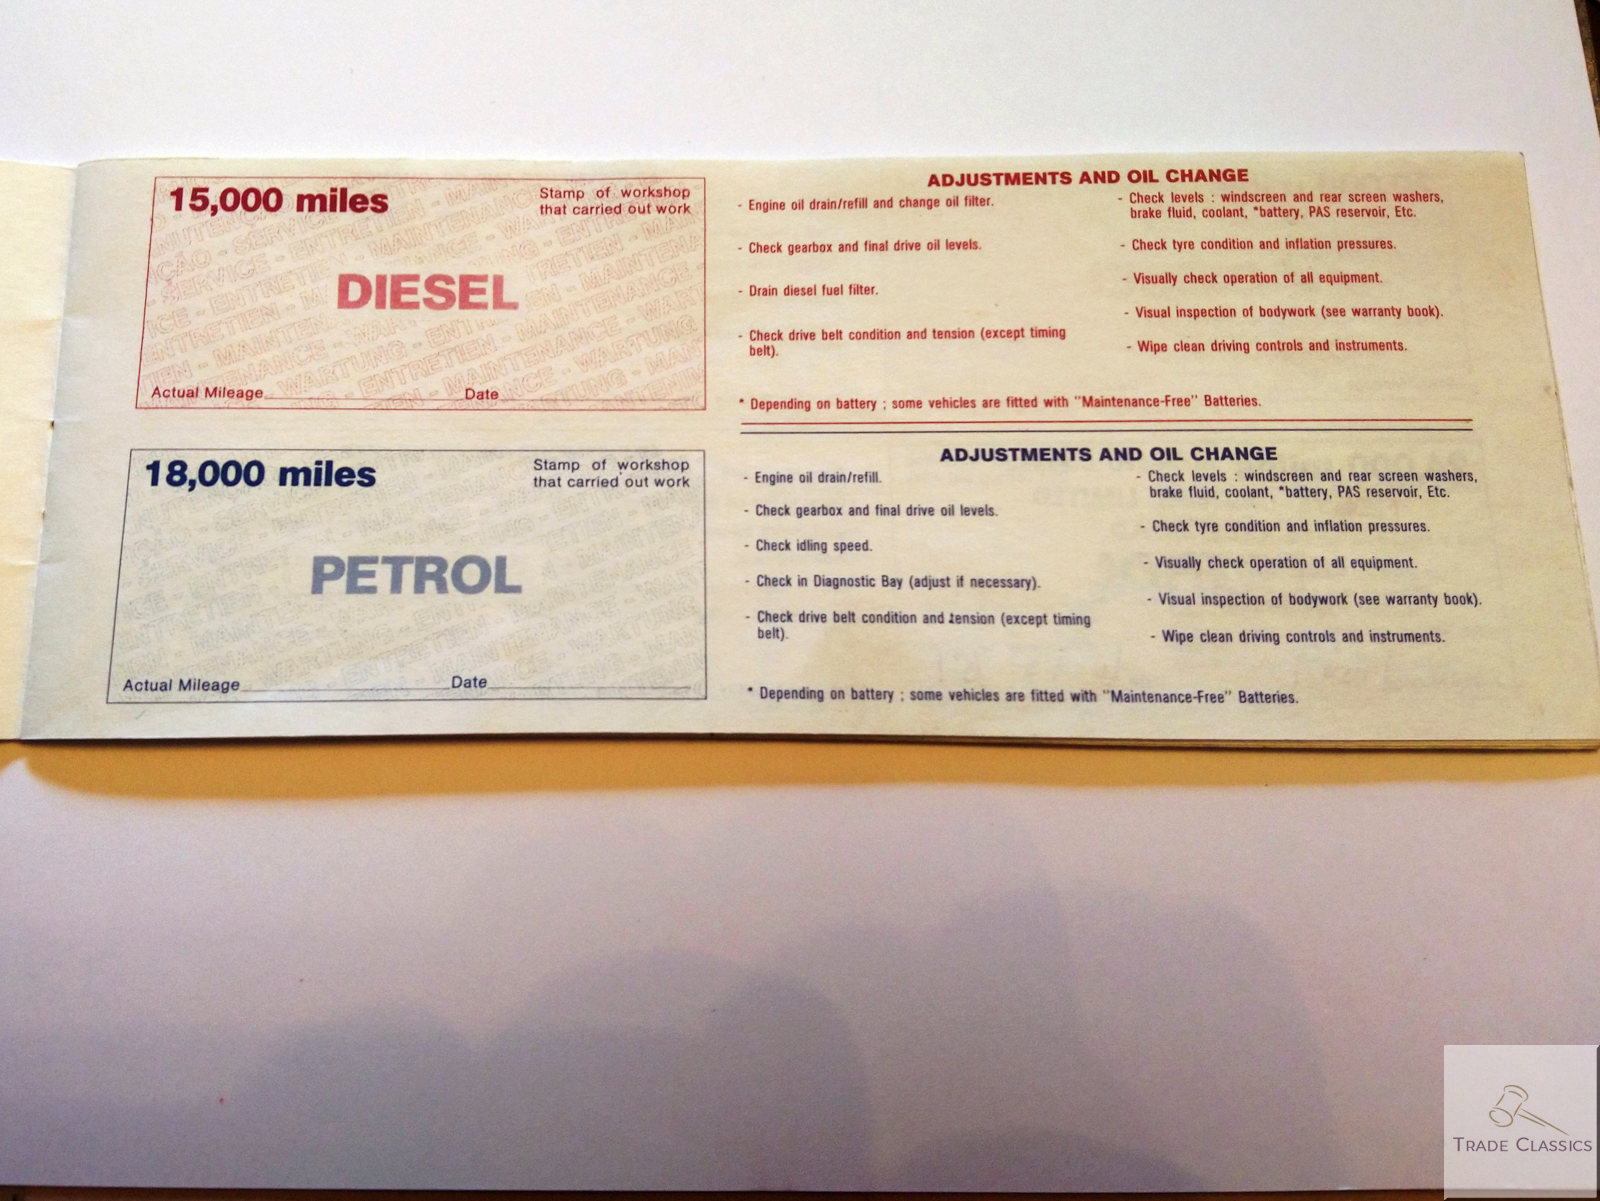 15,000 miles
Stamp of workshop
that carried out work
DIESEL
Actual Mileage
Date
ADJUSTMENTS AND OIL CHANGE
- Engine oil drain/refill and change oil filter.
- Check gearbox and final drive oil levels.
- Drain diesel fuel filter.
- Check drive belt condition and tension (except timing
belt).
- Check levels : windscreen and rear screen washers,
brake fluid, coolant, *battery, PAS reservoir, Etc.
- Check tyre condition and inflation pressures.
- Visually check operation of all equipment.
- Visual inspection of bodywork (see warranty book).
- Wipe clean driving controls and instruments.
* Depending on battery ; some vehicles are fitted with "Maintenance-Free" Batteries.
18,000 miles
Stamp of workshop
that carried out work
PETROL
Actual Mileage
Date
ADJUSTMENTS AND OIL CHANGE
- Engine oil drain/refill.
- Check gearbox and final drive oil levels.
- Check idling speed.
- Check in Diagnostic Bay (adjust if necessary).
- Check drive belt condition and tension (except timing
belt).
- Check levels : windscreen and rear screen washers,
brake fluid, coolant, *battery, PAS reservoir, Etc.
- Check tyre condition and inflation pressures.
- Visually check operation of all equipment.
- Visual inspection of bodywork (see warranty book).
- Wipe clean driving controls and instruments.
* Depending on battery ; some vehicles are fitted with "Maintenance-Free" Batteries.
TRADE CLASSICS